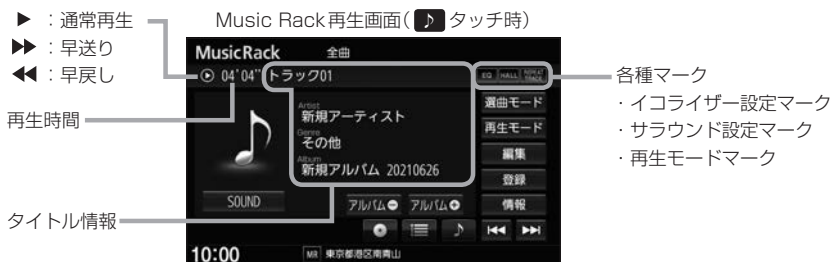 ▶ ：通常再生
▶▶ ：早送り
◀◀ ：早戻し
再生時間
タイトル情報
Music Rack再生画面(♪タッチ時)
MusicRack 全曲
04'04" トラック01
EQ HALL REPEAT TRACK
Artist
新規アーティスト
Genre
その他
Album
新規アルバム 20210626
SOUND
アルバム− アルバム+
選曲モード
再生モード
編集
登録
情報
10:00 MR 東京都港区南青山
各種マーク
・イコライザー設定マーク
・サラウンド設定マーク
・再生モードマーク